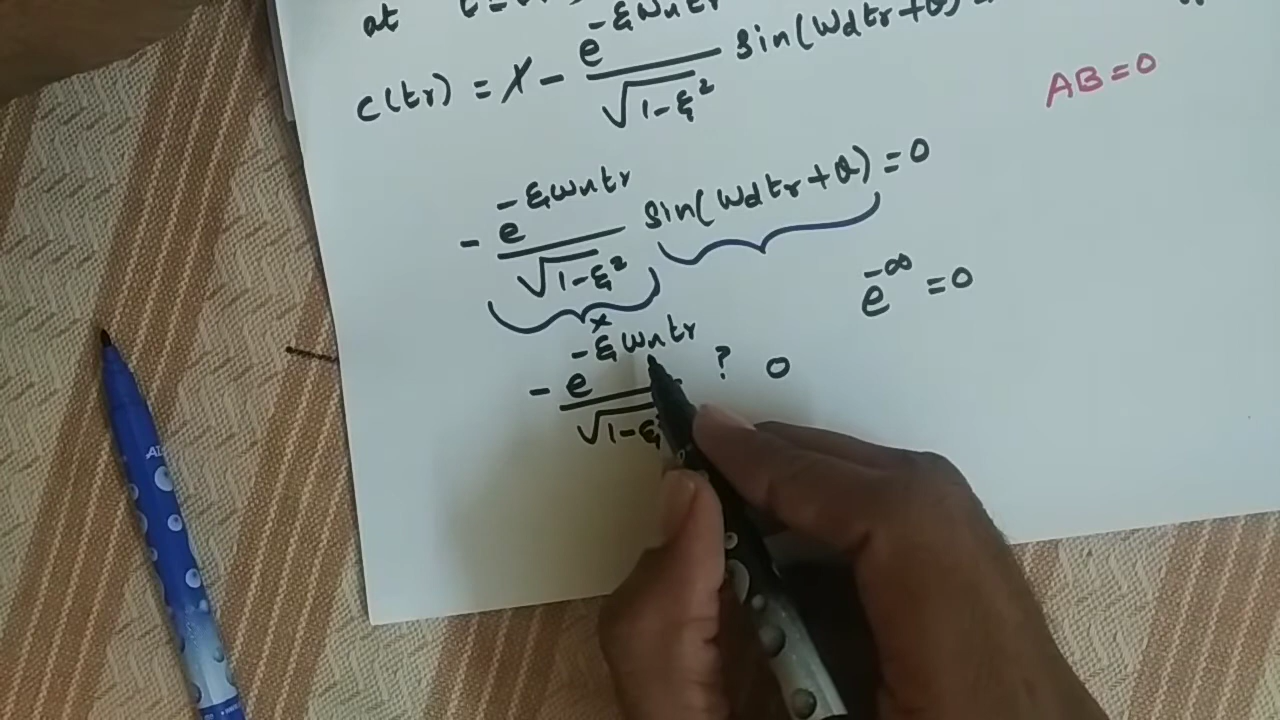 at t=
c(tr) = 1 - e^{-ξωntr}/√(1-ξ²) sin(ωdtr+θ)
AB=0
- e^{-ξωntr}/√(1-ξ²) sin(ωdtr+θ) = 0
e^{-∞} = 0
x
- e^{-ξωntr}/√(1-ξ² ? 0